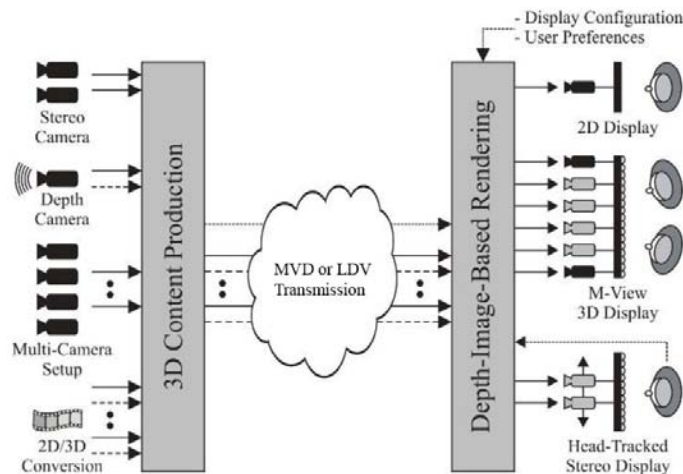 - Display Configuration
- User Preferences
Stereo
Camera
Depth
Camera
Multi-Camera
Setup
2D/3D
Conversion
3D Content Production
MVD or LDV
Transmission
Depth-Image-Based Rendering
2D Display
M-View
3D Display
Head-Tracked
Stereo Display